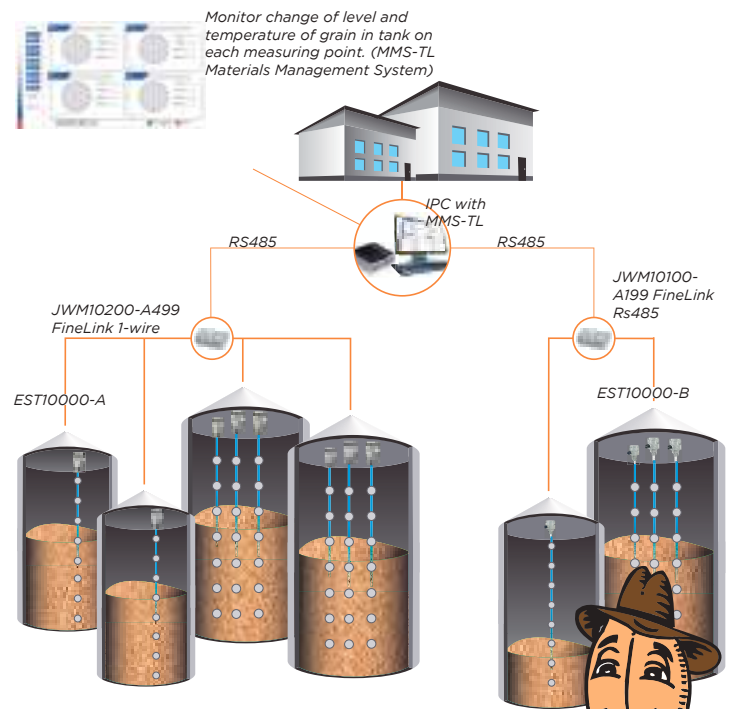 Monitor change of level and
temperature of grain in tank on
each measuring point. (MMS-TL
Materials Management System)
IPC with
MMS-TL
RS485
RS485
JWM10100-
A199 FineLink
Rs485
JWM10200-A499
FineLink 1-wire
EST10000-A
EST10000-B